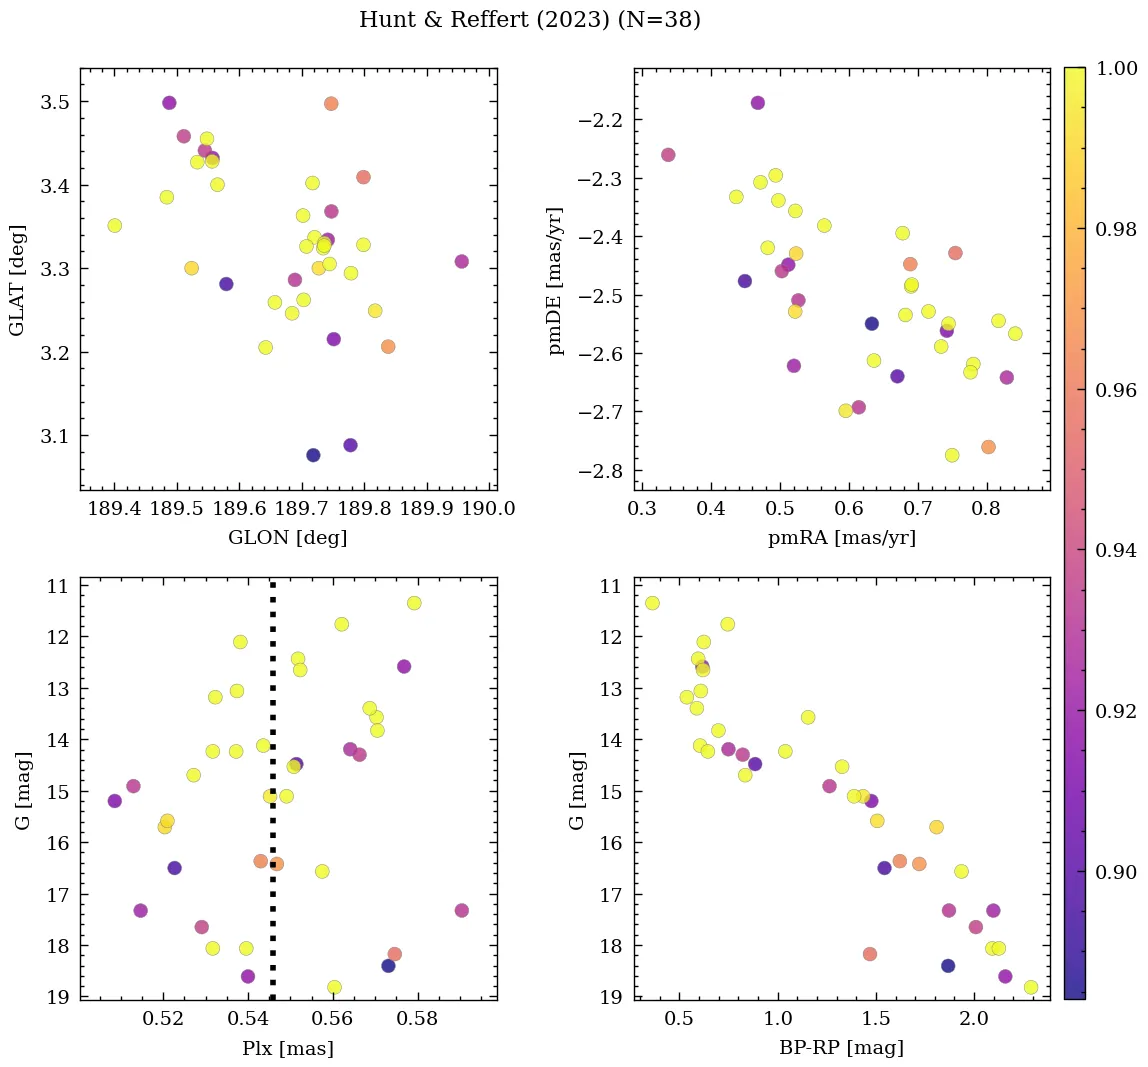 Hunt & Reffert (2023) (N=38)
3.5
3.4
3.3
3.2
3.1
GLAT [deg]
189.4 189.5 189.6 189.7 189.8 189.9 190.0
GLON [deg]
−2.2
−2.3
−2.4
−2.5
−2.6
−2.7
−2.8
pmDE [mas/yr]
0.3 0.4 0.5 0.6 0.7 0.8
pmRA [mas/yr]
11
12
13
14
15
16
17
18
19
G [mag]
0.52 0.54 0.56 0.58
Plx [mas]
11
12
13
14
15
16
17
18
19
G [mag]
0.5 1.0 1.5 2.0
BP-RP [mag]
1.00
0.98
0.96
0.94
0.92
0.90